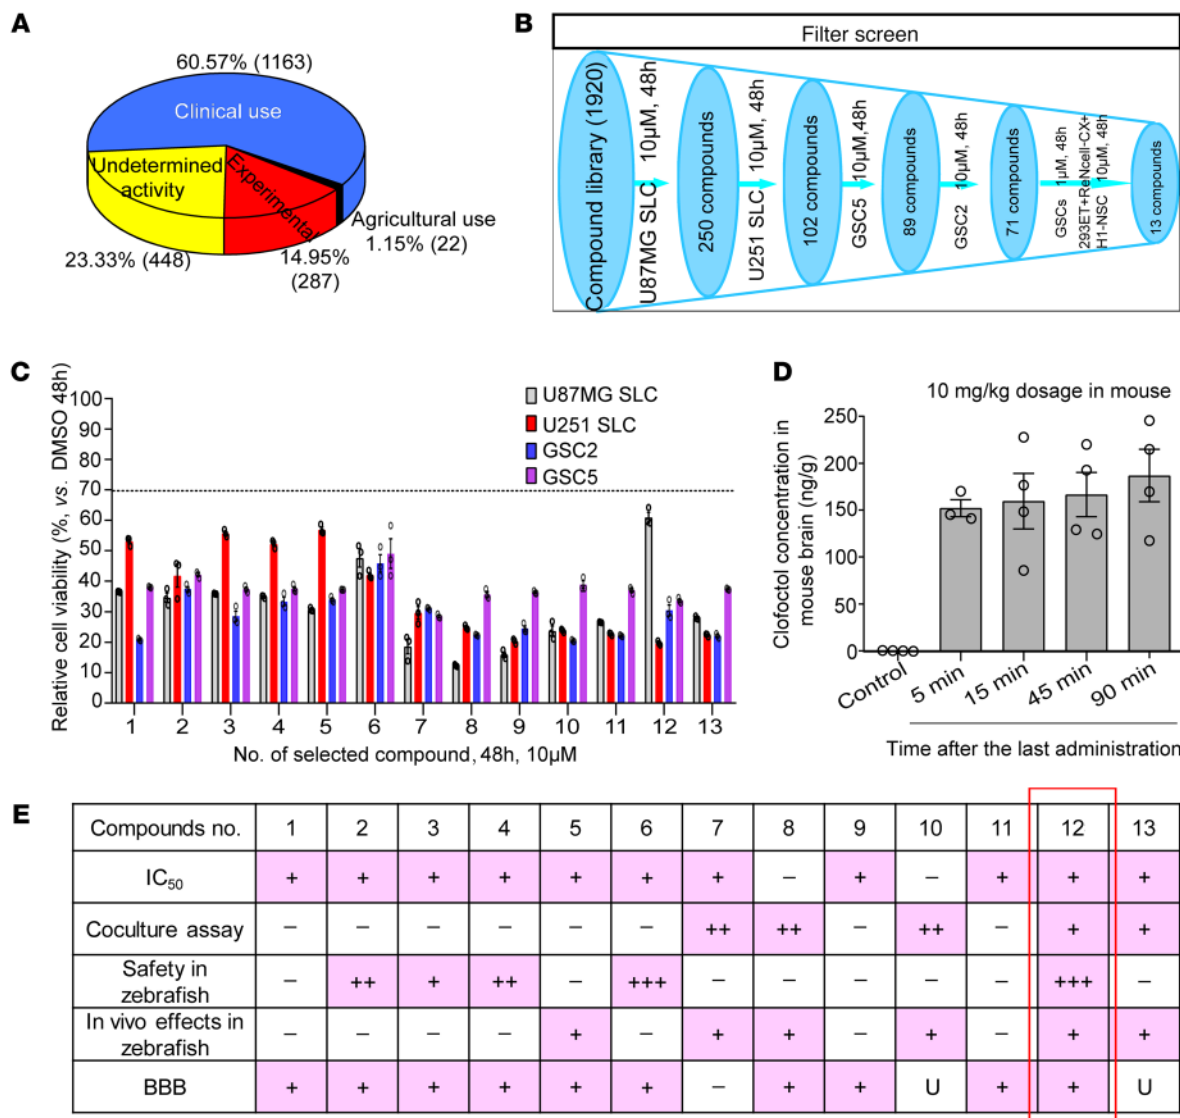 A
60.57% (1163)
Clinical use
Undetermined
activity
Experimental
Agricultural use
1.15% (22)
23.33% (448)
14.95%
(287)
B
Filter screen
Compound library (1920)
U87MG SLC 10µM, 48h
250 compounds
U251 SLC 10µM, 48h
102 compounds
GSC5 10µM,48h
89 compounds
GSC2 10µM, 48h
71 compounds
GSCs 1µM, 48h
293ET+ReNcell-CX+
H1-NSC 10µM, 48h
13 compounds
C
Relative cell viability (%, vs. DMSO 48h)
100
90
80
70
60
50
40
30
20
10
0
U87MG SLC
U251 SLC
GSC2
GSC5
1 2 3 4 5 6 7 8 9 10 11 12 13
No. of selected compound, 48h, 10µM
D
10 mg/kg dosage in mouse
Clofoctol concentration in
mouse brain (ng/g)
250
200
150
100
50
0
Control 5 min 15 min 45 min 90 min
Time after the last administration
E
Compounds no. 1 2 3 4 5 6 7 8 9 10 11 12 13
IC50 + + + + + + + − + − + + +
Coculture assay − − − − − − ++ ++ − ++ − + +
Safety in
zebrafish − ++ + ++ − +++ − − − − − +++ −
In vivo effects in
zebrafish − − − − + − + + − + − + +
BBB + + + + + + − + + U + + U